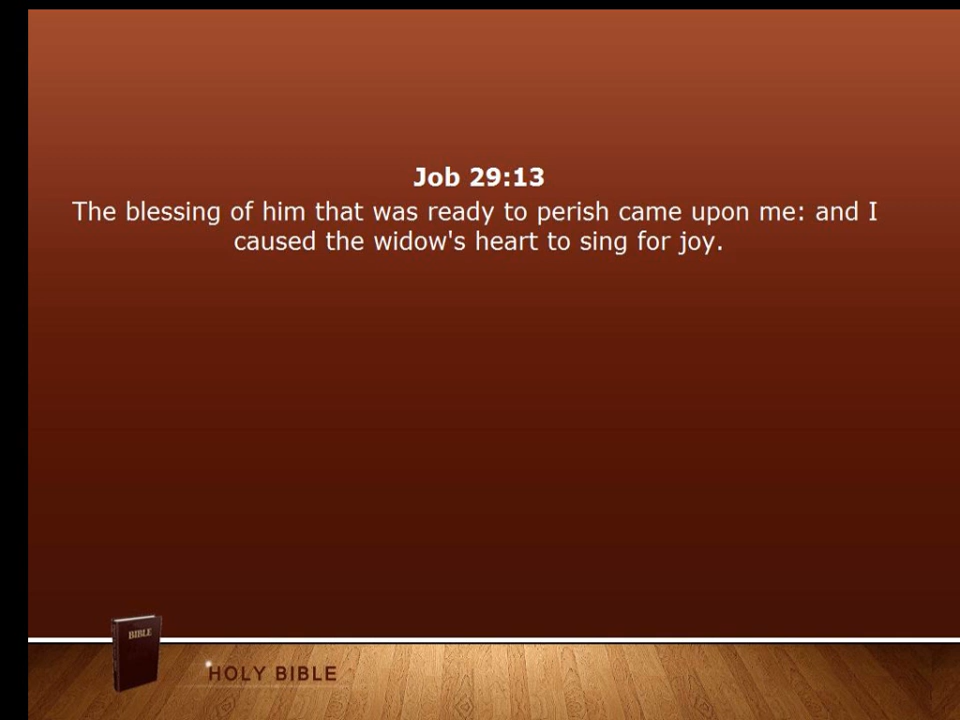 Job 29:13
The blessing of him that was ready to perish came upon me: and I
caused the widow's heart to sing for joy.
BIBLE
HOLY BIBLE